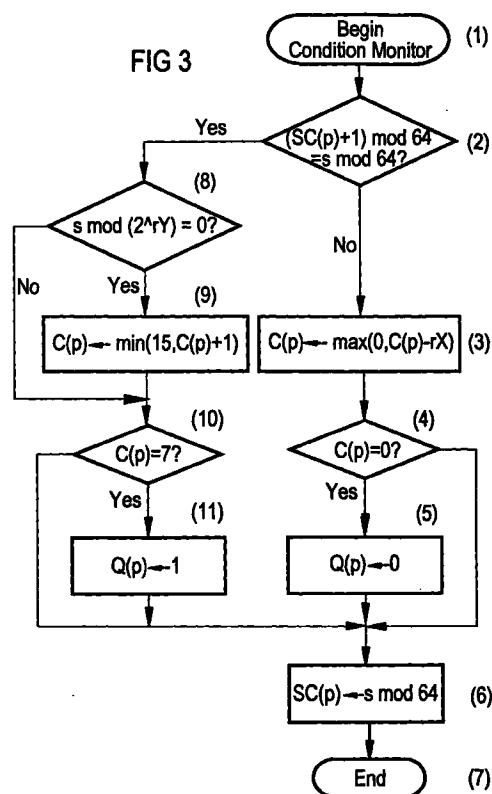 FIG 3
Begin
Condition Monitor
(1)
Yes
(SC(p)+1) mod 64
=s mod 64?
(2)
(8)
s mod (2^rY) = 0?
No
No
Yes
(9)
C(p)← min(15,C(p)+1)
C(p)← max(0,C(p)-rX)
(3)
(10)
(4)
C(p)=7?
C(p)=0?
Yes
(11)
Yes
(5)
Q(p)←1
Q(p)←0
SC(p)←s mod 64
(6)
End
(7)